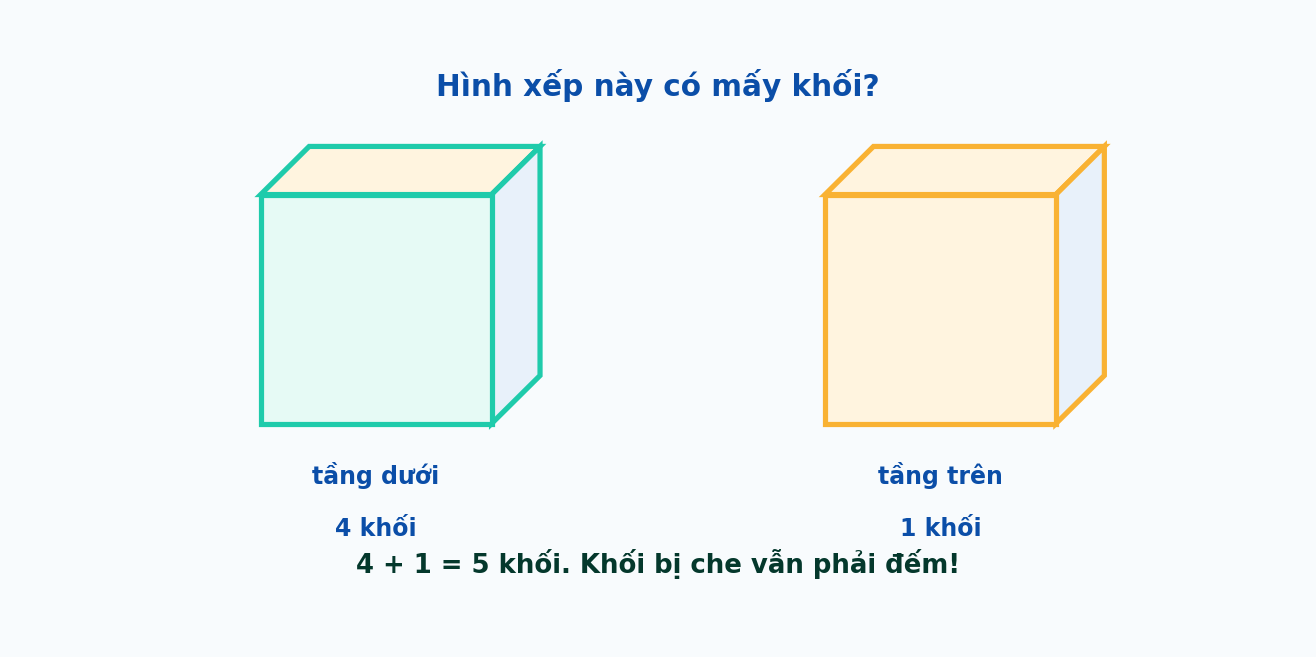 Hình xếp này có mấy khối?
tầng dưới
tầng trên
4 khối
1 khối
4 + 1 = 5 khối. Khối bị che vẫn phải đếm!